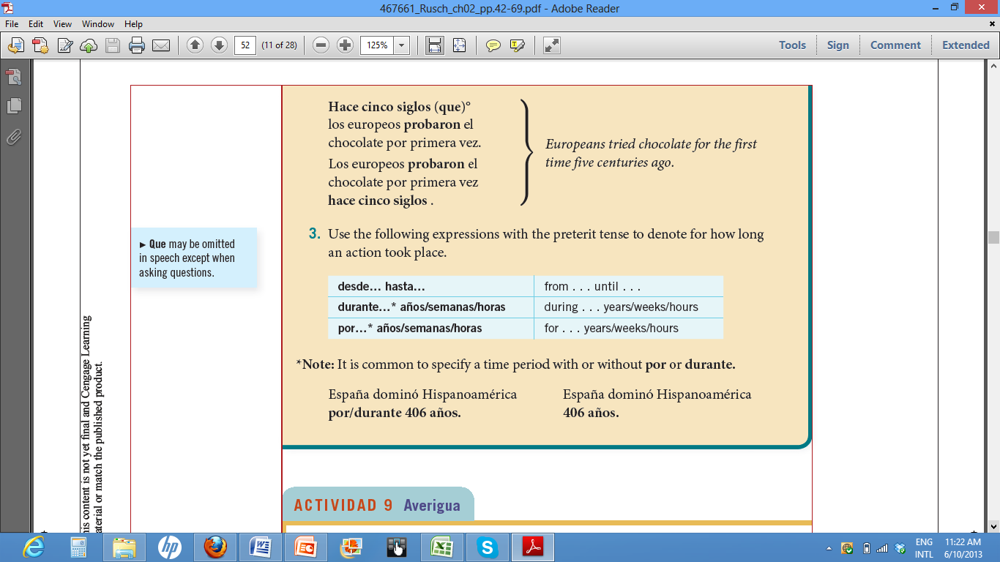 467661_Rusch_ch02_pp.42-69.pdf - Adobe Reader
File Edit View Window Help
52 (11 of 28) 125% Tools Sign Comment Extended
Hace cinco siglos (que)°
los europeos probaron el
chocolate por primera vez.
Los europeos probaron el
chocolate por primera vez
hace cinco siglos .
Europeans tried chocolate for the first
time five centuries ago.
► Que may be omitted
in speech except when
asking questions.
3. Use the following expressions with the preterit tense to denote for how long
an action took place.
desde... hasta... from . . . until . . .
durante...* años/semanas/horas during . . . years/weeks/hours
por...* años/semanas/horas for . . . years/weeks/hours
*Note: It is common to specify a time period with or without por or durante.
España dominó Hispanoamérica
por/durante 406 años.
España dominó Hispanoamérica
406 años.
his content is not yet final and Cengage Learning
aterial or match the published product.
ACTIVIDAD 9 Averigua
hp
ENG 11:22 AM
INTL 6/10/2013